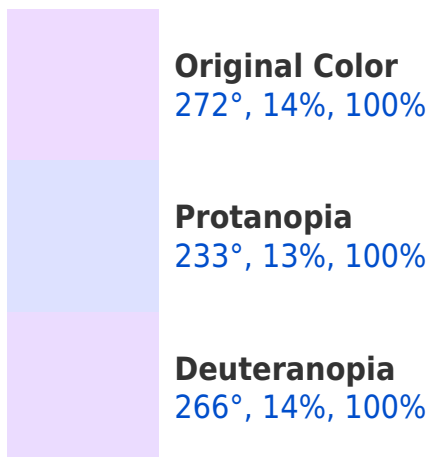 Original Color
272°, 14%, 100%
Protanopia
233°, 13%, 100%
Deuteranopia
266°, 14%, 100%